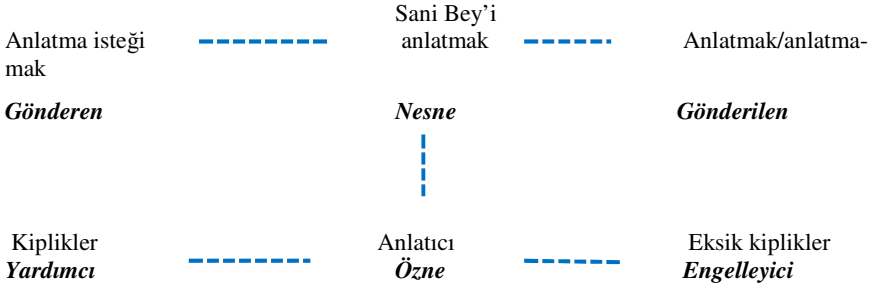 Sani Bey’i
Anlatma isteği anlatmak Anlatmak/anlatma-
mak
Gönderen Nesne Gönderilen
Kiplikler Anlatıcı Eksik kiplikler
Yardımcı Özne Engelleyici